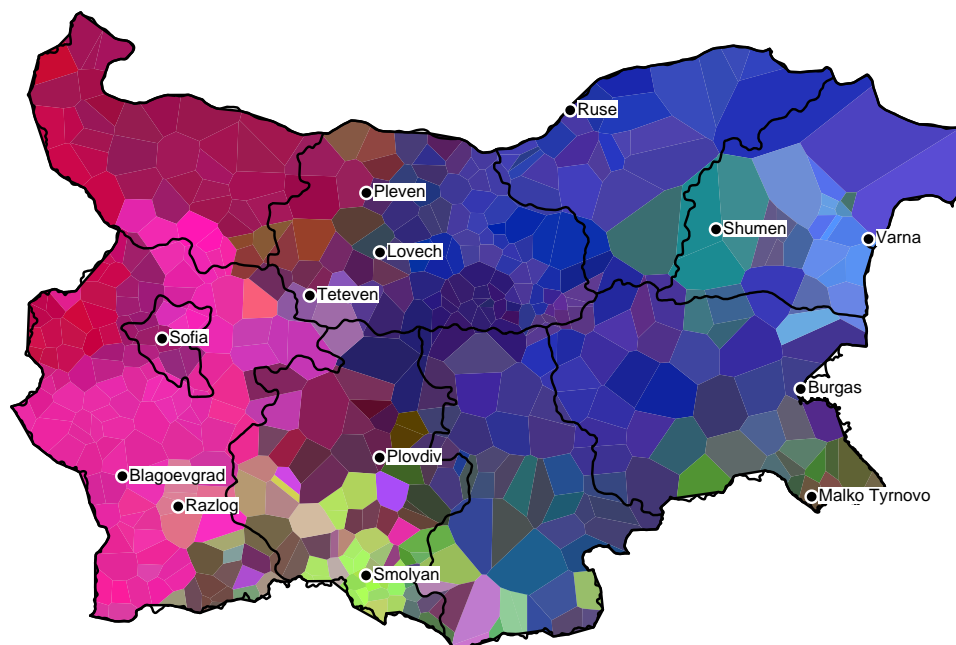 Ruse
Pleven
Shumen
Varna
Lovech
Teteven
Sofia
Burgas
Plovdiv
Blagoevgrad
Malko Tyrnovo
Razlog
Smolyan